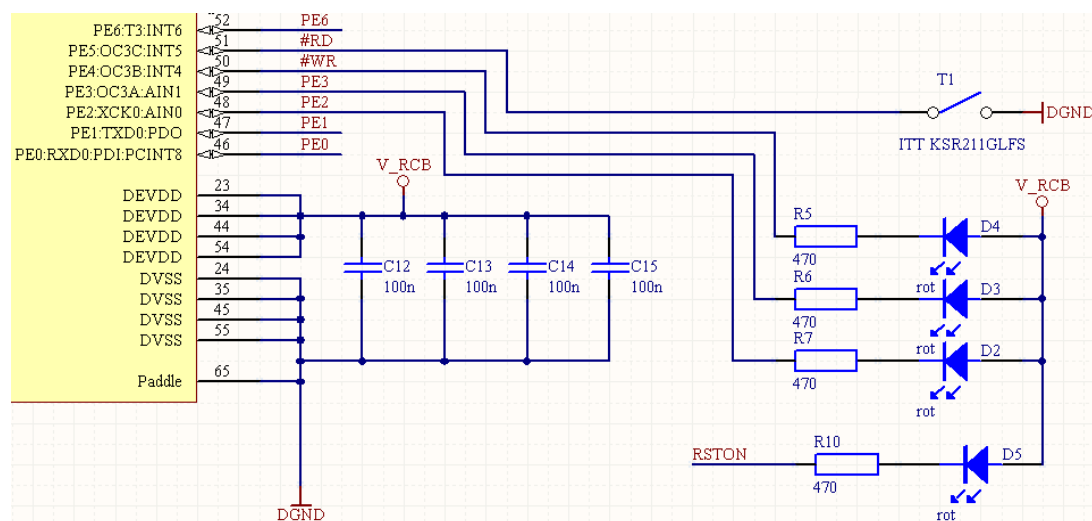 PE6:T3:INT6 52 PE6
PE5:OC3C:INT5 51 #RD
PE4:OC3B:INT4 50 #WR
PE3:OC3A:AIN1 49 PE3
PE2:XCK0:AIN0 48 PE2
PE1:TXD0:PDO 47 PE1
PE0:RXD0:PDI:PCINT8 46 PE0
T1
DGND
ITT KSR211GLFS
DEVDD 23
DEVDD 34
DEVDD 44
DEVDD 54
DVSS 24
DVSS 35
DVSS 45
DVSS 55
Paddle 65
V_RCB
C12
100n
C13
100n
C14
100n
C15
100n
DGND
V_RCB
R5
470
D4
rot
R6
470
D3
rot
R7
470
D2
rot
RSTON
R10
470
D5
rot